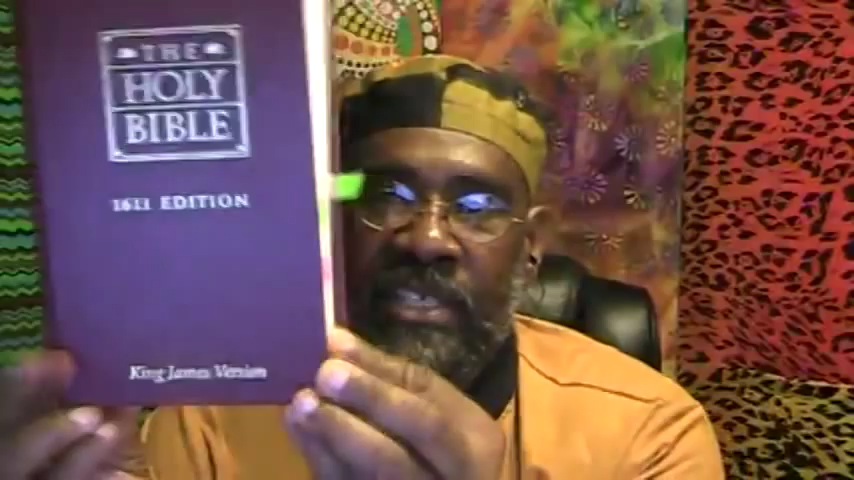 THE
HOLY
BIBLE
1611 EDITION
King James Version